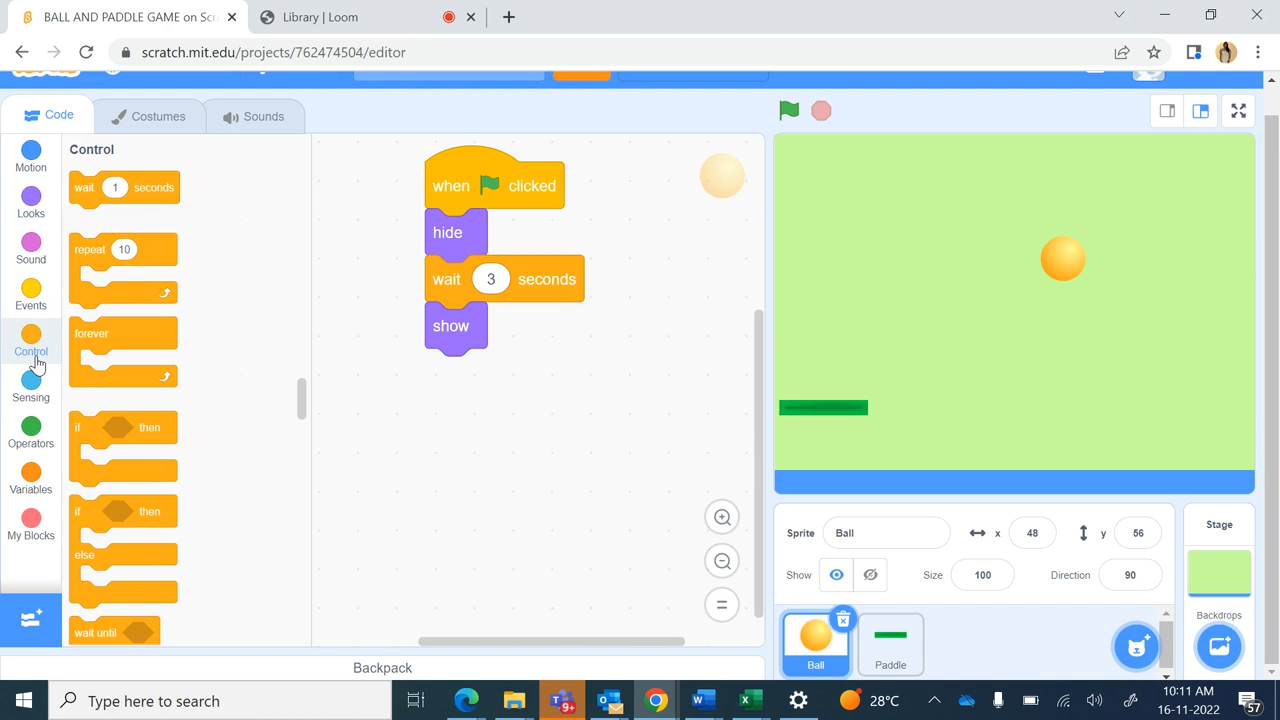 BALL AND PADDLE GAME on Scr
Library | Loom
scratch.mit.edu/projects/762474504/editor
Code
Costumes
Sounds
Motion
Looks
Sound
Events
Control
Sensing
Operators
Variables
My Blocks
Control
wait 1 seconds
repeat 10
forever
if then
if then
else
wait until
when clicked
hide
wait 3 seconds
show
Sprite Ball x 48 y 56
Show Size 100 Direction 90
Ball
Paddle
Stage
Backdrops
Backpack
Type here to search
9+
28°C
10:11 AM
16-11-2022
57